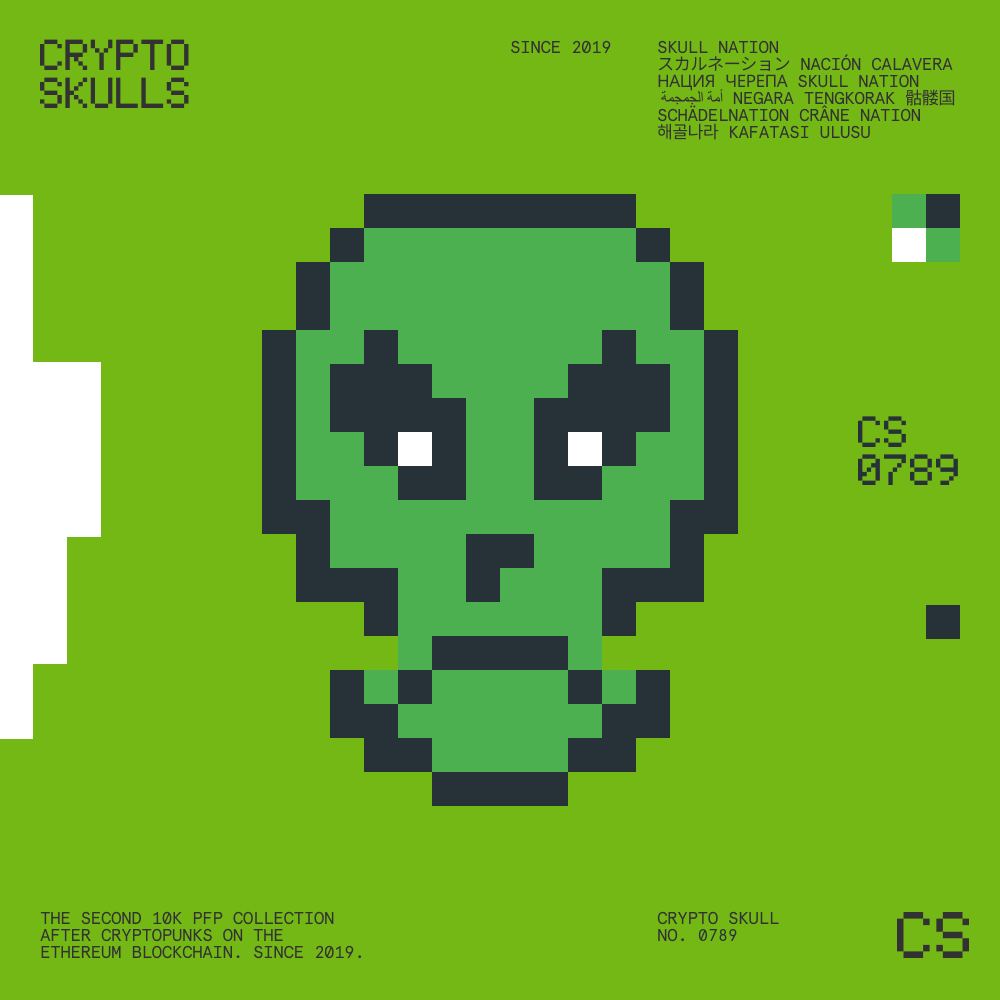 CRYPTO
SKULLS
SINCE 2019
SKULL NATION
スカルネーション NACIÓN CALAVERA
НАЦИЯ ЧЕРЕПА SKULL NATION
أمة الجمجمة NEGARA TENGKORAK 骷髅国
SCHÄDELNATION CRÂNE NATION
해골나라 KAFATASI ULUSU
CS
0789
THE SECOND 10K PFP COLLECTION
AFTER CRYPTOPUNKS ON THE
ETHEREUM BLOCKCHAIN. SINCE 2019.
CRYPTO SKULL
NO. 0789
CS